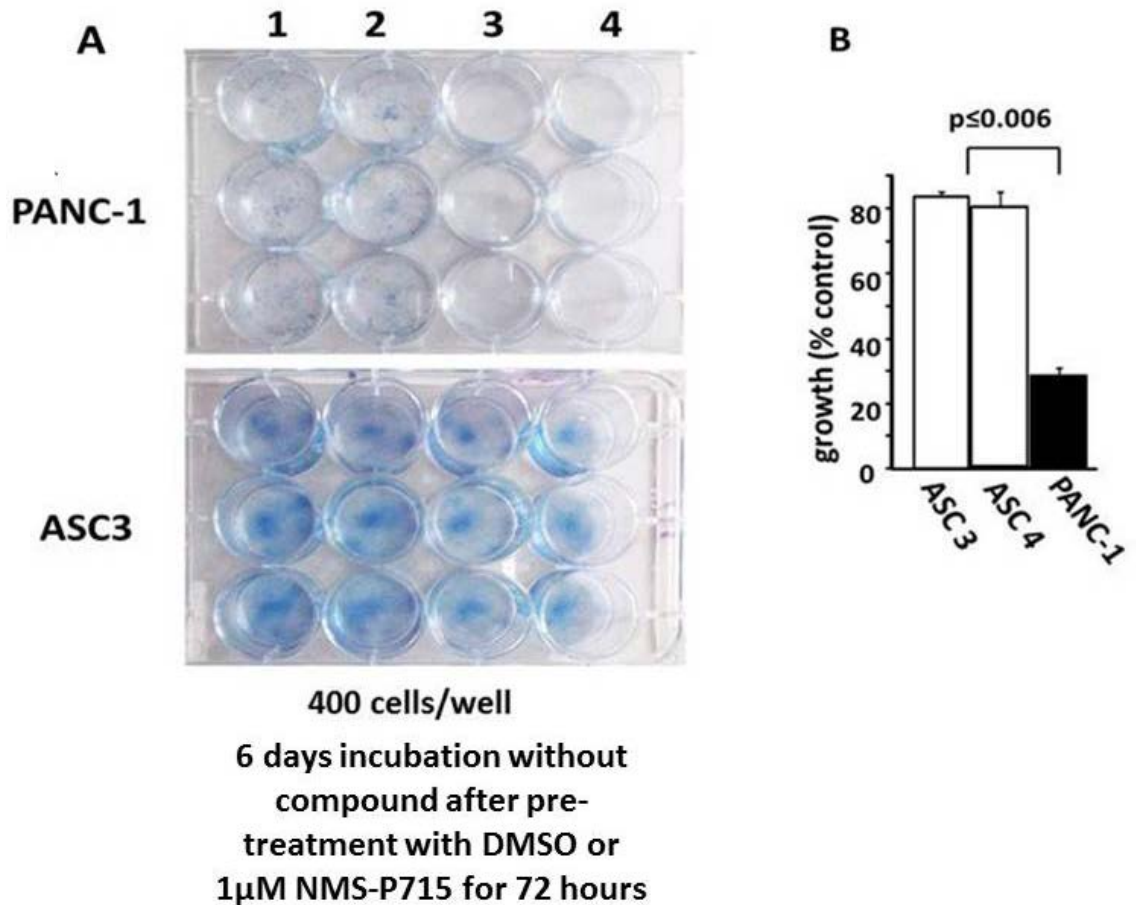 A
1 2 3 4
PANC-1
ASC3
400 cells/well
6 days incubation without
compound after pre-
treatment with DMSO or
1µM NMS-P715 for 72 hours
B
p≤0.006
growth (% control)
80
60
40
20
0
ASC 3
ASC 4
PANC-1